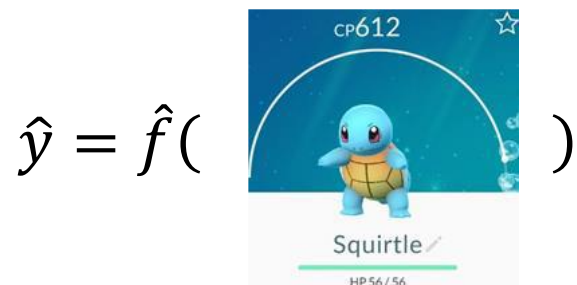 CP612
ŷ = f̂( )
Squirtle
HP 56/56